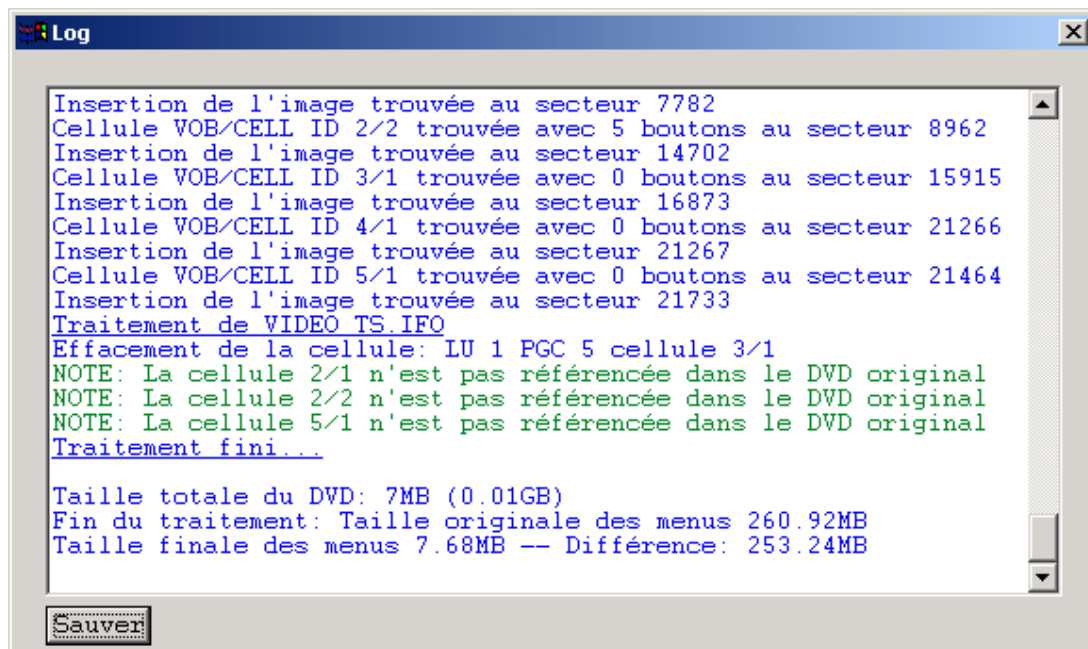 Log
Insertion de l'image trouvée au secteur 7782
Cellule VOB/CELL ID 2/2 trouvée avec 5 boutons au secteur 8962
Insertion de l'image trouvée au secteur 14702
Cellule VOB/CELL ID 3/1 trouvée avec 0 boutons au secteur 15915
Insertion de l'image trouvée au secteur 16873
Cellule VOB/CELL ID 4/1 trouvée avec 0 boutons au secteur 21266
Insertion de l'image trouvée au secteur 21267
Cellule VOB/CELL ID 5/1 trouvée avec 0 boutons au secteur 21464
Insertion de l'image trouvée au secteur 21733
Traitement de VIDEO_TS.IFO
Effacement de la cellule: LU 1 PGC 5 cellule 3/1
NOTE: La cellule 2/1 n'est pas référencée dans le DVD original
NOTE: La cellule 2/2 n'est pas référencée dans le DVD original
NOTE: La cellule 5/1 n'est pas référencée dans le DVD original
Traitement fini...
Taille totale du DVD: 7MB (0.01GB)
Fin du traitement: Taille originale des menus 260.92MB
Taille finale des menus 7.68MB -- Différence: 253.24MB
Sauver